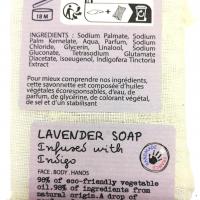 18 M
INGREDIENTS : Sodium Palmate, Sodium
Palm Kernelate, Aqua, Parfum, Sodium
Chloride, Glycerin, Linalool, Sodium
Gluconate, Tetrasodium Glutamate
Diacetate, Isoeugenol, Indigofera Tinctoria
Extract
Pour mieux comprendre nos ingrédients,
cette savonnette est composée d'huiles
végétales écoresponsables, d'eau, de
parfum, de glycérine, de colorant végétal,
de sel et d'un stabilisant
LAVENDER SOAP
Infused with
Indigo
FACE . BODY . HANDS
99% of eco-friendly vegetable
oil.98% of ingredients from
natural origin.A drop of